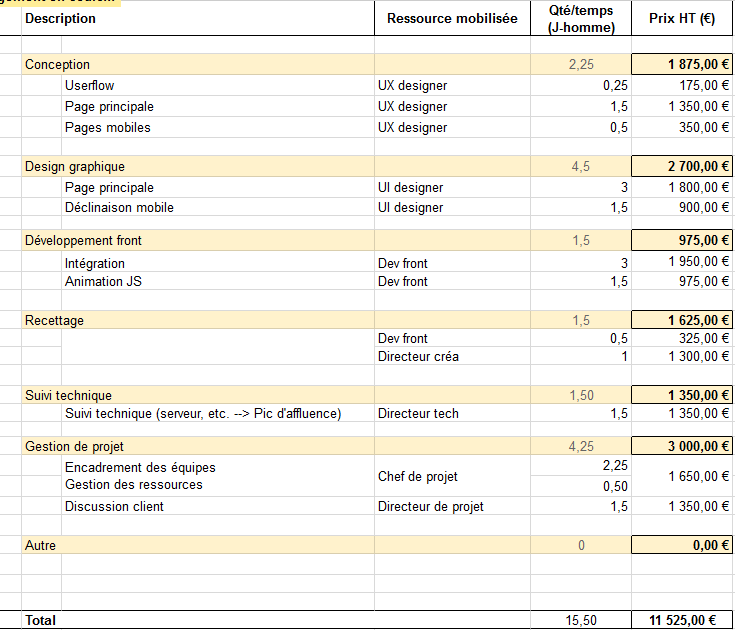 Description Ressource mobilisée Qté/temps (J-homme) Prix HT (€)
Conception 2,25 1 875,00 €
Userflow UX designer 0,25 175,00 €
Page principale UX designer 1,5 1 350,00 €
Pages mobiles UX designer 0,5 350,00 €
Design graphique 4,5 2 700,00 €
Page principale UI designer 3 1 800,00 €
Déclinaison mobile UI designer 1,5 900,00 €
Développement front 1,5 975,00 €
Intégration Dev front 3 1 950,00 €
Animation JS Dev front 1,5 975,00 €
Recettage 1,5 1 625,00 €
Dev front 0,5 325,00 €
Directeur créa 1 1 300,00 €
Suivi technique 1,50 1 350,00 €
Suivi technique (serveur, etc. --> Pic d'affluence) Directeur tech 1,5 1 350,00 €
Gestion de projet 4,25 3 000,00 €
Encadrement des équipes 2,25
Chef de projet 1 650,00 €
Gestion des ressources 0,50
Discussion client Directeur de projet 1,5 1 350,00 €
Autre 0 0,00 €
Total 15,50 11 525,00 €